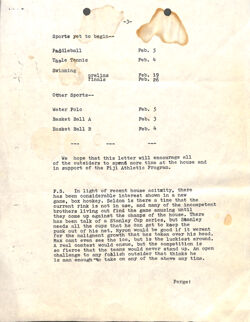 -3-
Sports yet to begin--
Paddleball Feb. 5
Table Tennis Feb. 4
Swimming
prelims Feb. 19
finals Feb. 26
Other Sports--
Water Polo Feb. 5
Basket Ball A Feb. 3
Basket Ball B Feb. 4
--- --- ---
We hope that this letter will encourage all
of the outsiders to spend more time at the house and
in support of the Fiji Athletic Program.
P.S. In light of recent house activity, there
has been considerable interest shown in a new
game, box hockey. Seldom is there a time that the
current rink is not in use, and many of the incompetent
brothers living out find the game amusing until
they come up against the champs of the house. There
has been talk of a Stanley Cup series, but Stanley
needs all the cups that he can get to keep the
punk out of his net. Byron would be good if it werent
for the malignant growth that has taken over his head.
Max cant even see the ice, but is the luckiest around.
A real contest would ensue, but the competition is
so fierce that the teams would never stand up. An open
challenge to any foolish outsider that thinks he
is man enough to take on any of the above any time.
Perge: